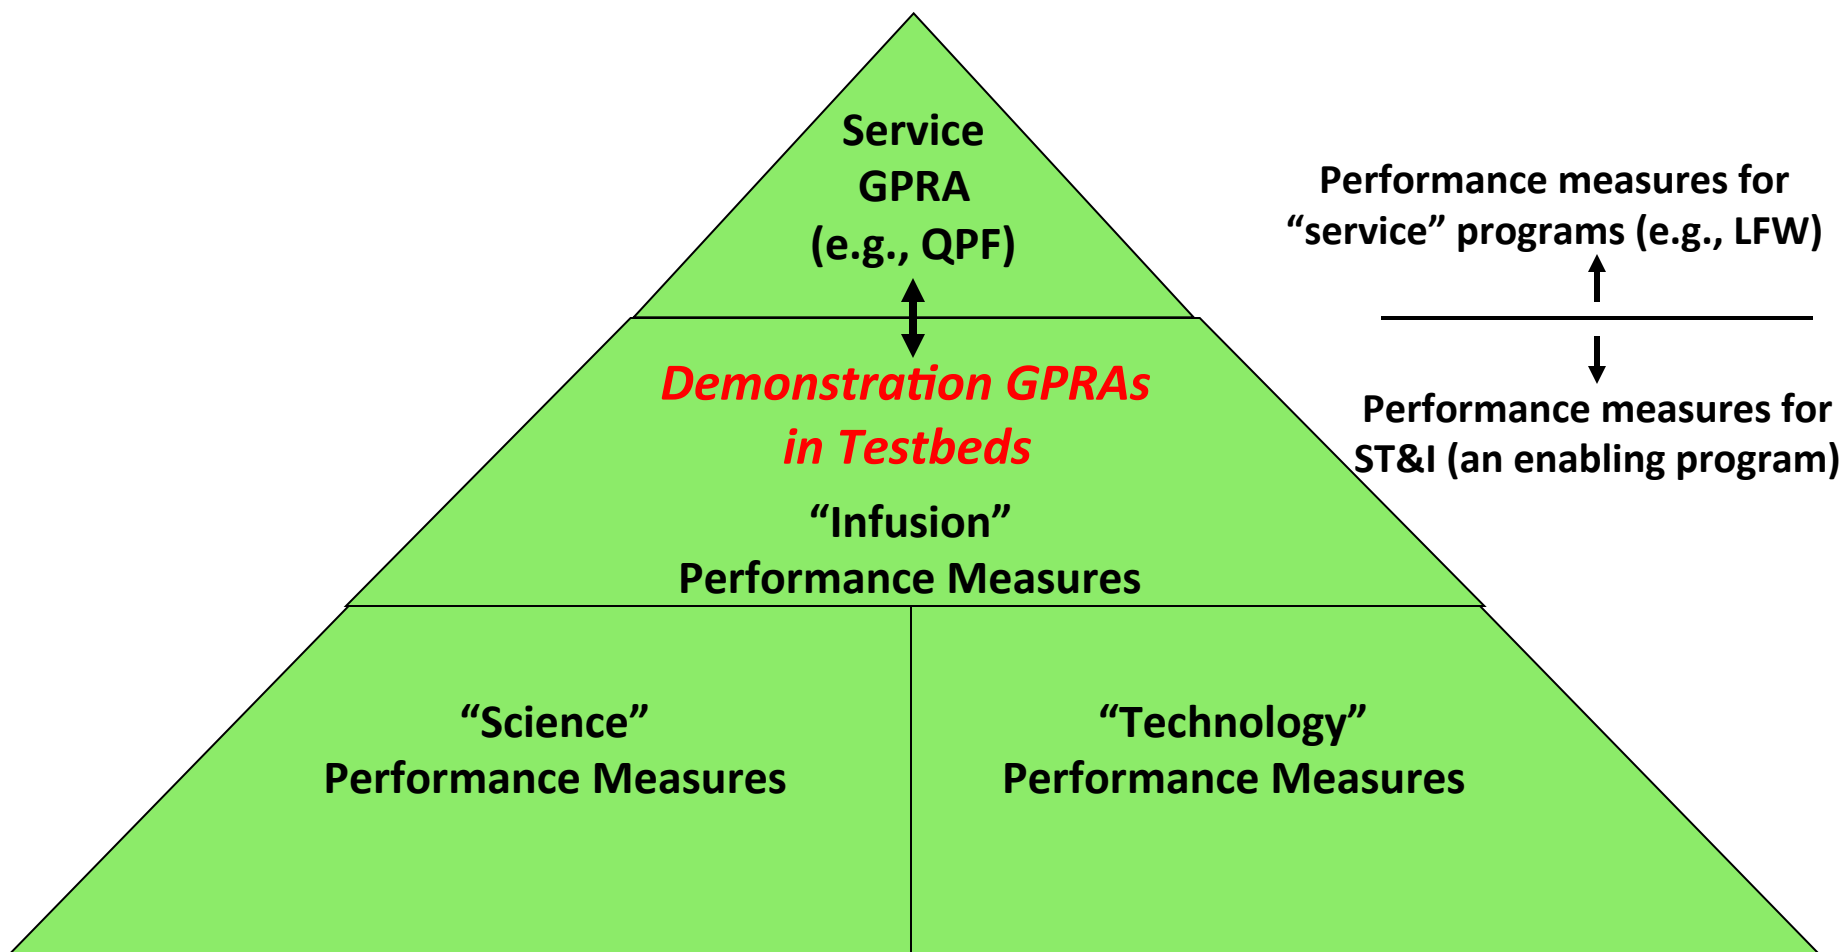 Service
GPRA
(e.g., QPF)
Performance measures for
“service” programs (e.g., LFW)
Demonstration GPRAs
in Testbeds
Performance measures for
ST&I (an enabling program)
“Infusion”
Performance Measures
“Science”
Performance Measures
“Technology”
Performance Measures